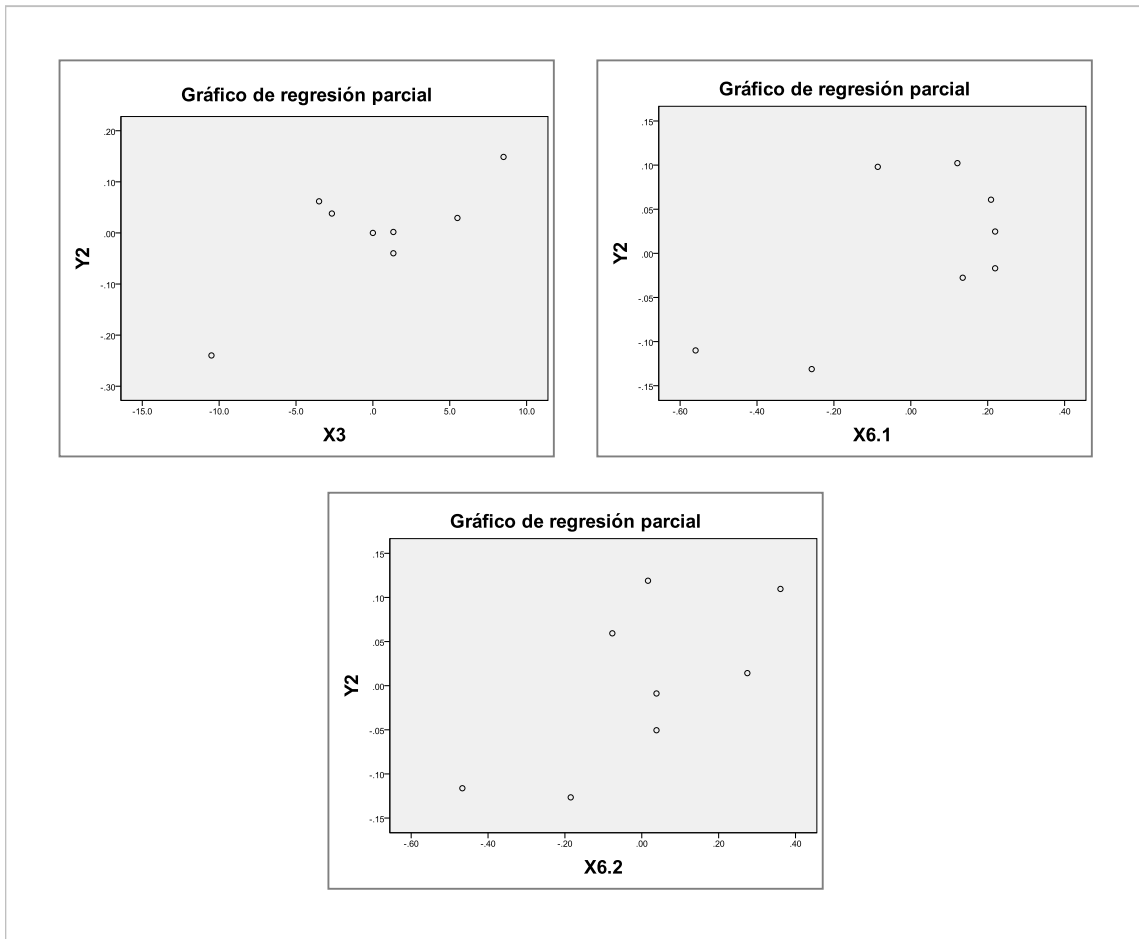 Gráfico de regresión parcial
.20
.10
.00
-.10
-.20
-.30
Y2
-15.0 -10.0 -5.0 .0 5.0 10.0
X3
Gráfico de regresión parcial
.15
.10
.05
.00
-.05
-.10
-.15
Y2
-.60 -.40 -.20 .00 .20 .40
X6.1
Gráfico de regresión parcial
.15
.10
.05
.00
-.05
-.10
-.15
Y2
-.60 -.40 -.20 .00 .20 .40
X6.2